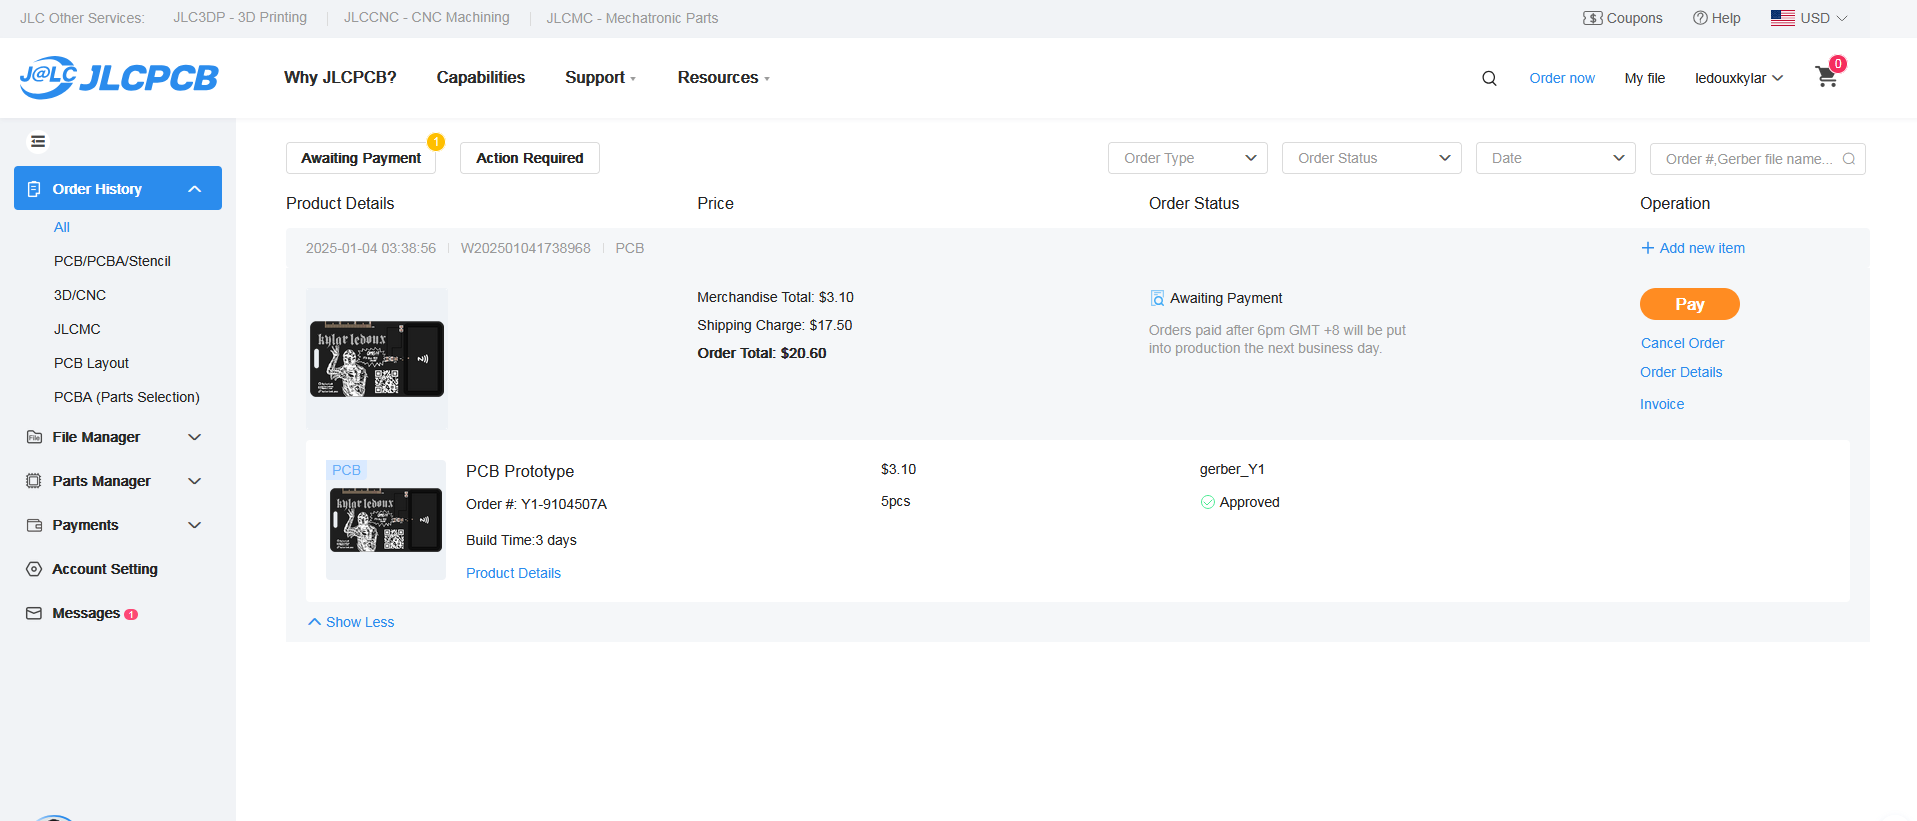 JLC Other Services: JLC3DP - 3D Printing JLCCNC - CNC Machining JLCMC - Mechatronic Parts Coupons Help USD
J@LC JLCPCB Why JLCPCB? Capabilities Support Resources Order now My file ledouxkylar 0
Awaiting Payment 1 Action Required Order Type Order Status Date Order #,Gerber file name...
Order History
All
PCB/PCBA/Stencil
3D/CNC
JLCMC
PCB Layout
PCBA (Parts Selection)
File Manager
Parts Manager
Payments
Account Setting
Messages 1
Product Details Price Order Status Operation
2025-01-04 03:38:56 W202501041738968 PCB Add new item
kylar ledoux
Merchandise Total: $3.10
Shipping Charge: $17.50
Order Total: $20.60
Awaiting Payment
Orders paid after 6pm GMT +8 will be put
into production the next business day.
Pay
Cancel Order
Order Details
Invoice
PCB
kylar ledoux
PCB Prototype $3.10 gerber_Y1
Order #: Y1-9104507A 5pcs Approved
Build Time:3 days
Product Details
Show Less